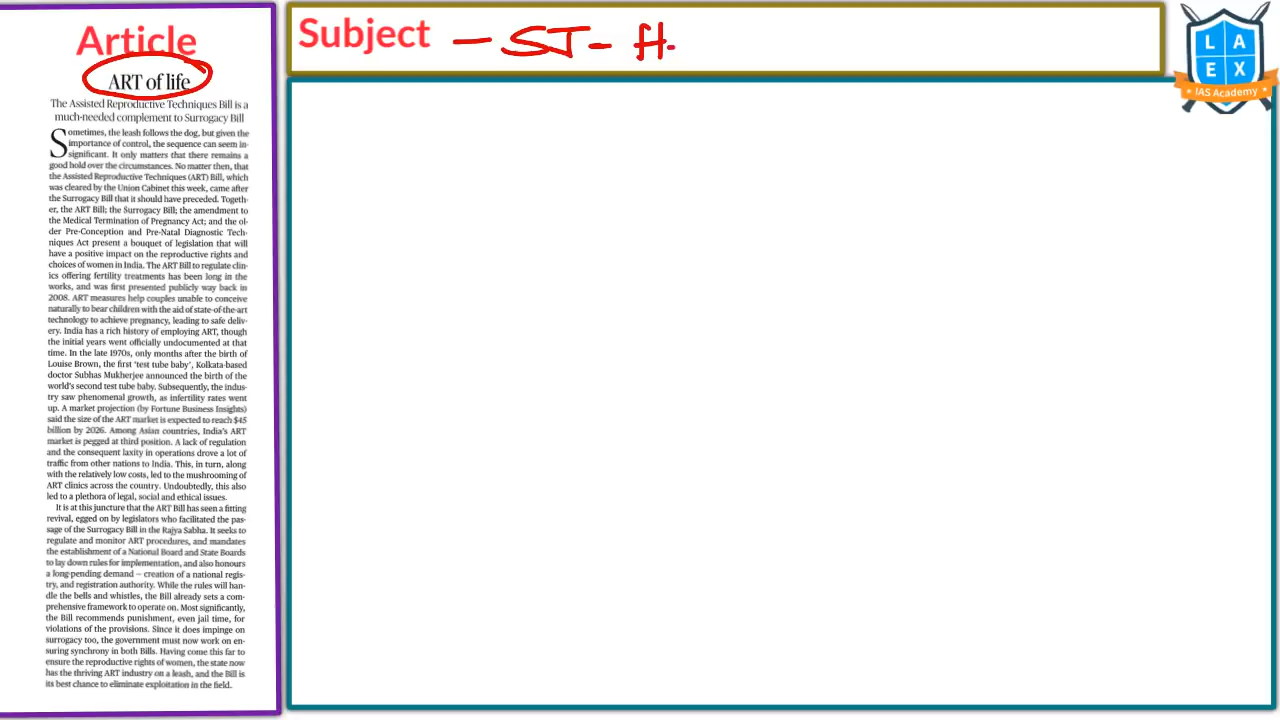 Article
ART of life
The Assisted Reproductive Techniques Bill is a
much-needed complement to Surrogacy Bill
Sometimes, the leash follows the dog, but given the
importance of control, the sequence can seem in-
significant. It only matters that there remains a
good hold over the circumstances. No matter then, that
the Assisted Reproductive Techniques (ART) Bill, which
was cleared by the Union Cabinet this week, came after
the Surrogacy Bill that it should have preceded. Togeth-
er, the ART Bill; the Surrogacy Bill; the amendment to
the Medical Termination of Pregnancy Act; and the ol-
der Pre-Conception and Pre-Natal Diagnostic Tech-
niques Act present a bouquet of legislation that will
have a positive impact on the reproductive rights and
choices of women in India. The ART Bill to regulate clin-
ics offering fertility treatments has been long in the
works, and was first presented publicly way back in
2008. ART measures help couples unable to conceive
naturally to bear children with the aid of state-of-the-art
technology to achieve pregnancy, leading to safe deliv-
ery. India has a rich history of employing ART, though
the initial years went officially undocumented at that
time. In the late 1970s, only months after the birth of
Louise Brown, the first 'test tube baby', Kolkata-based
doctor Subhas Mukherjee announced the birth of the
world's second test tube baby. Subsequently, the indus-
try saw phenomenal growth, as infertility rates went
up. A market projection (by Fortune Business Insights)
said the size of the ART market is expected to reach $45
billion by 2026. Among Asian countries, India's ART
market is pegged at third position. A lack of regulation
and the consequent laxity in operations drove a lot of
traffic from other nations to India. This, in turn, along
with the relatively low costs, led to the mushrooming of
ART clinics across the country. Undoubtedly, this also
led to a plethora of legal, social and ethical issues.
It is at this juncture that the ART Bill has seen a fitting
revival, egged on by legislators who facilitated the pas-
sage of the Surrogacy Bill in the Rajya Sabha. It seeks to
regulate and monitor ART procedures, and mandates
the establishment of a National Board and State Boards
to lay down rules for implementation, and also honours
a long-pending demand – creation of a national regis-
try, and registration authority. While the rules will han-
dle the bells and whistles, the Bill already sets a com-
prehensive framework to operate on. Most significantly,
the Bill recommends punishment, even jail time, for
violations of the provisions. Since it does impinge on
surrogacy too, the government must now work on en-
suring synchrony in both Bills. Having come this far to
ensure the reproductive rights of women, the state now
has the thriving ART industry on a leash, and the Bill is
its best chance to eliminate exploitation in the field.
Subject - ST- H.
L A
E X
IAS Academy